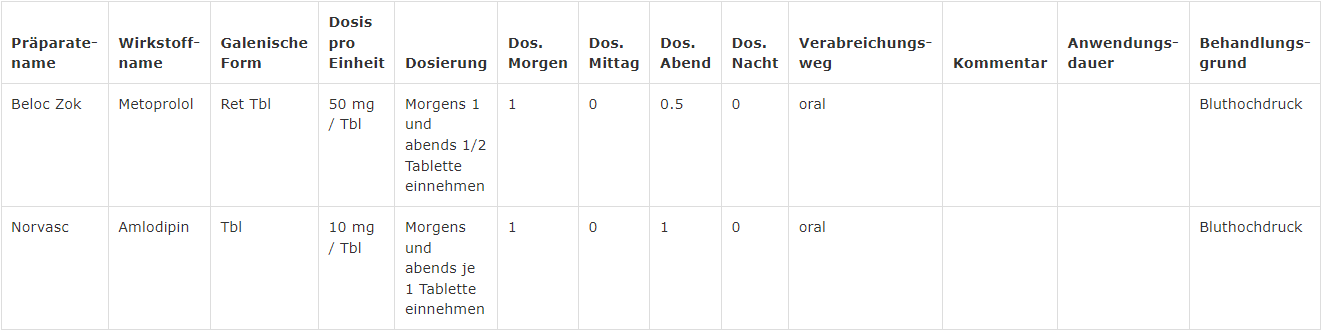 Präparate-
name
Wirkstoff-
name
Galenische
Form
Dosis
pro
Einheit
Dosierung
Dos.
Morgen
Dos.
Mittag
Dos.
Abend
Dos.
Nacht
Verabreichungs-
weg
Kommentar
Anwendungs-
dauer
Behandlungs-
grund
Beloc Zok
Metoprolol
Ret Tbl
50 mg
/ Tbl
Morgens 1
und
abends 1/2
Tablette
einnehmen
1
0
0.5
0
oral
Bluthochdruck
Norvasc
Amlodipin
Tbl
10 mg
/ Tbl
Morgens
und
abends je
1 Tablette
einnehmen
1
0
1
0
oral
Bluthochdruck